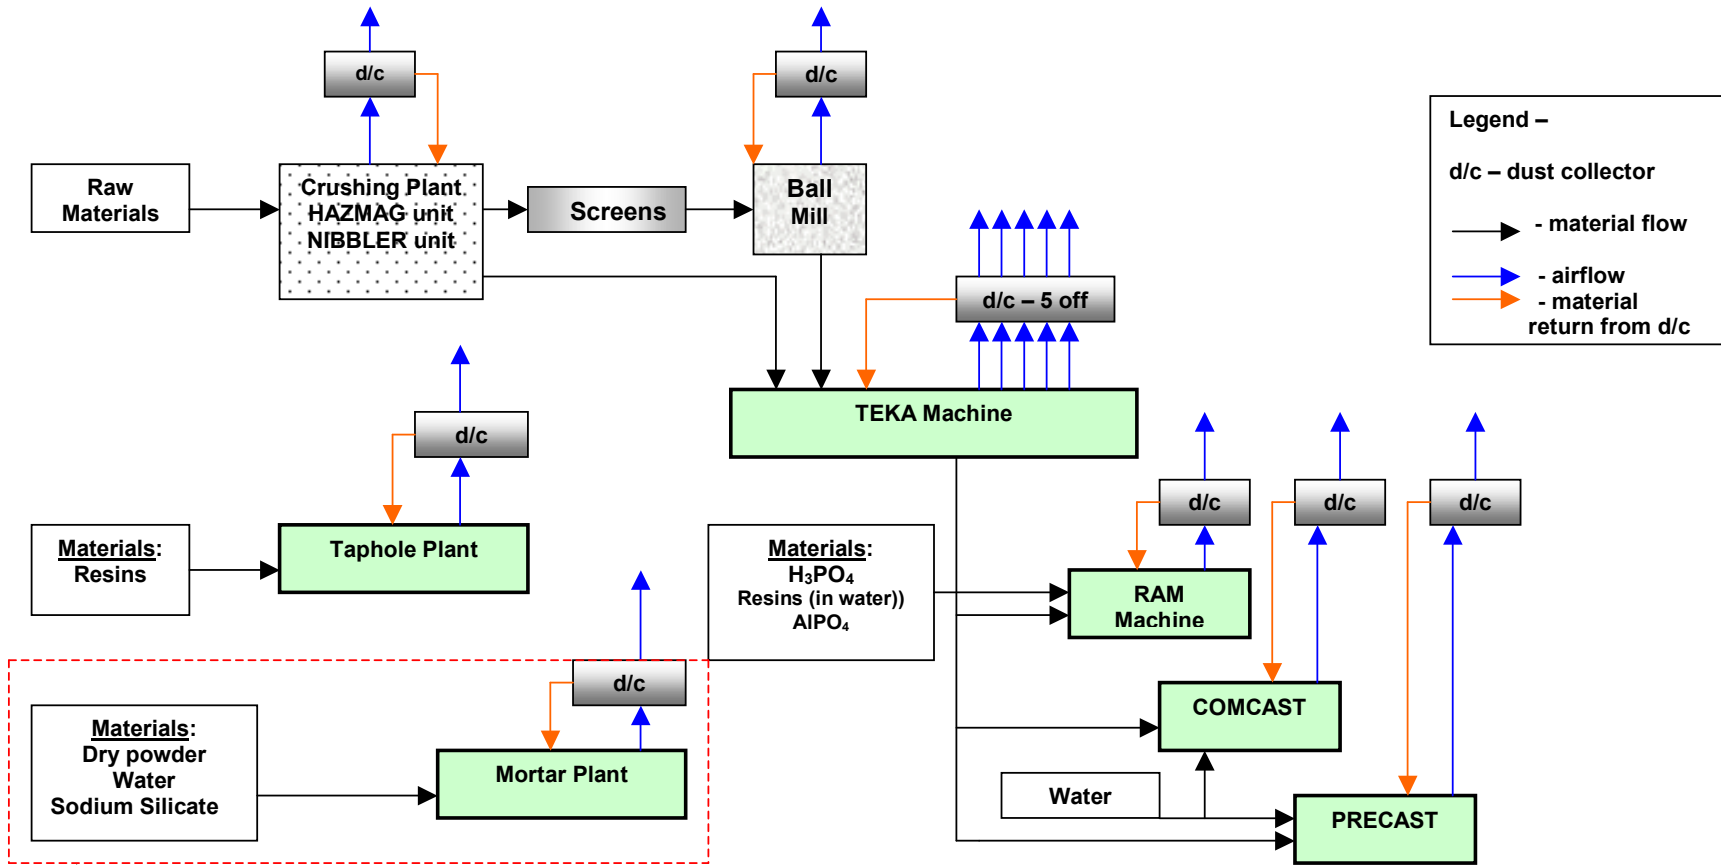 d/c
d/c
Legend –
d/c – dust collector
- material flow
- airflow
- material
return from d/c
Raw
Materials
Crushing Plant
HAZMAG unit
NIBBLER unit
Screens
Ball
Mill
d/c – 5 off
TEKA Machine
d/c
Materials:
Resins
Taphole Plant
d/c
d/c
d/c
Materials:
H₃PO₄
Resins (in water))
AlPO₄
RAM
Machine
d/c
COMCAST
Materials:
Dry powder
Water
Sodium Silicate
Mortar Plant
Water
PRECAST